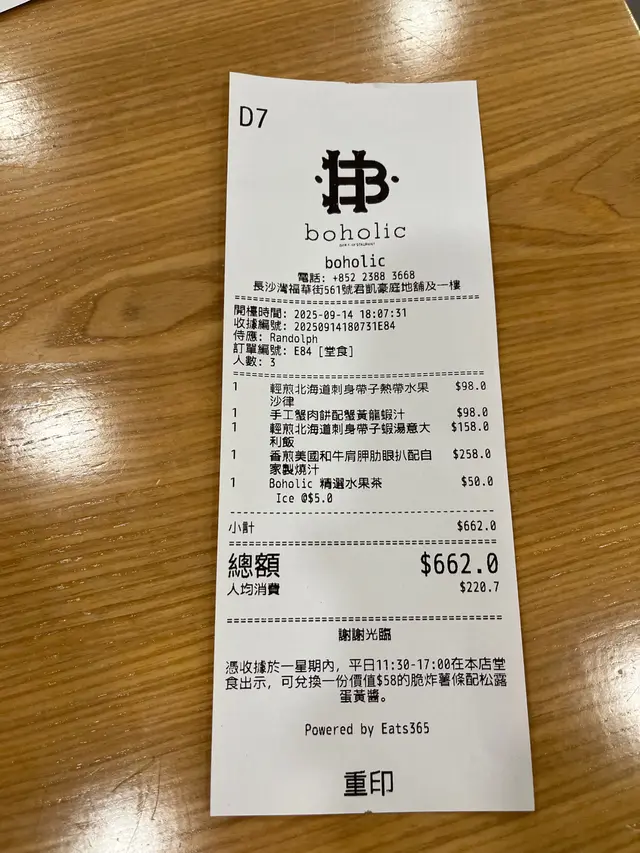 D7
HB
boholic
boholic
電話: +852 2388 3668
長沙灣福華街561號君凱豪庭地舖及一樓
開檯時間: 2025-09-14 18:07:31
收據編號: 20250914180731E84
侍應: Randolph
訂單編號: E84 [堂食]
人數: 3
1 輕煎北海道刺身帶子熱帶水果 $98.0
沙律
1 手工蟹肉餅配蟹黃龍蝦汁 $98.0
1 輕煎北海道刺身帶子蝦湯意大 $158.0
利飯
1 香煎美國和牛肩胛肋眼扒配自 $258.0
家製燒汁
1 Boholic 精選水果茶 $50.0
Ice @$5.0
小計 $662.0
總額 $662.0
人均消費 $220.7
謝謝光臨
憑收據於一星期內, 平日11:30-17:00在本店堂
食出示, 可兌換一份價值$58的脆炸薯條配松露
蛋黃醬。
Powered by Eats365
重印